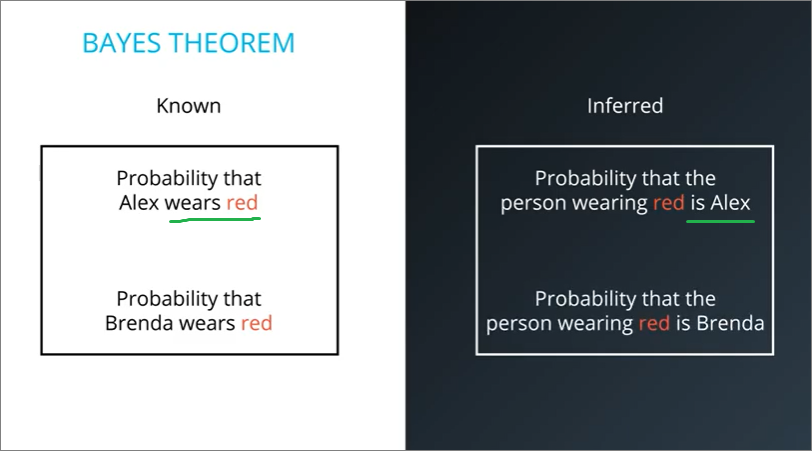 BAYES THEOREM
Known
Probability that
Alex wears red
Probability that
Brenda wears red
Inferred
Probability that the
person wearing red is Alex
Probability that the
person wearing red is Brenda